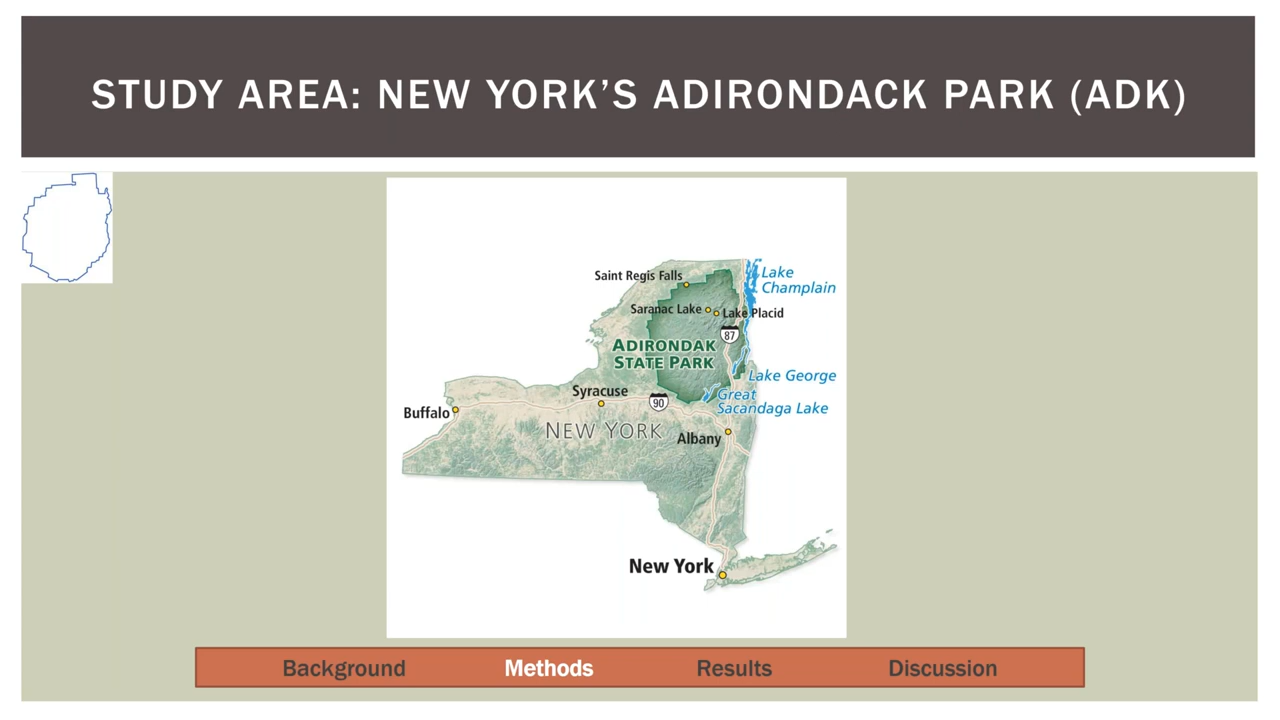 STUDY AREA: NEW YORK’S ADIRONDACK PARK (ADK)
Saint Regis Falls
Lake
Champlain
Saranac Lake
Lake Placid
87
ADIRONDAK
STATE PARK
Lake George
Syracuse
90
Great
Sacandaga Lake
Buffalo
NEW YORK
Albany
New York
Background Methods Results Discussion